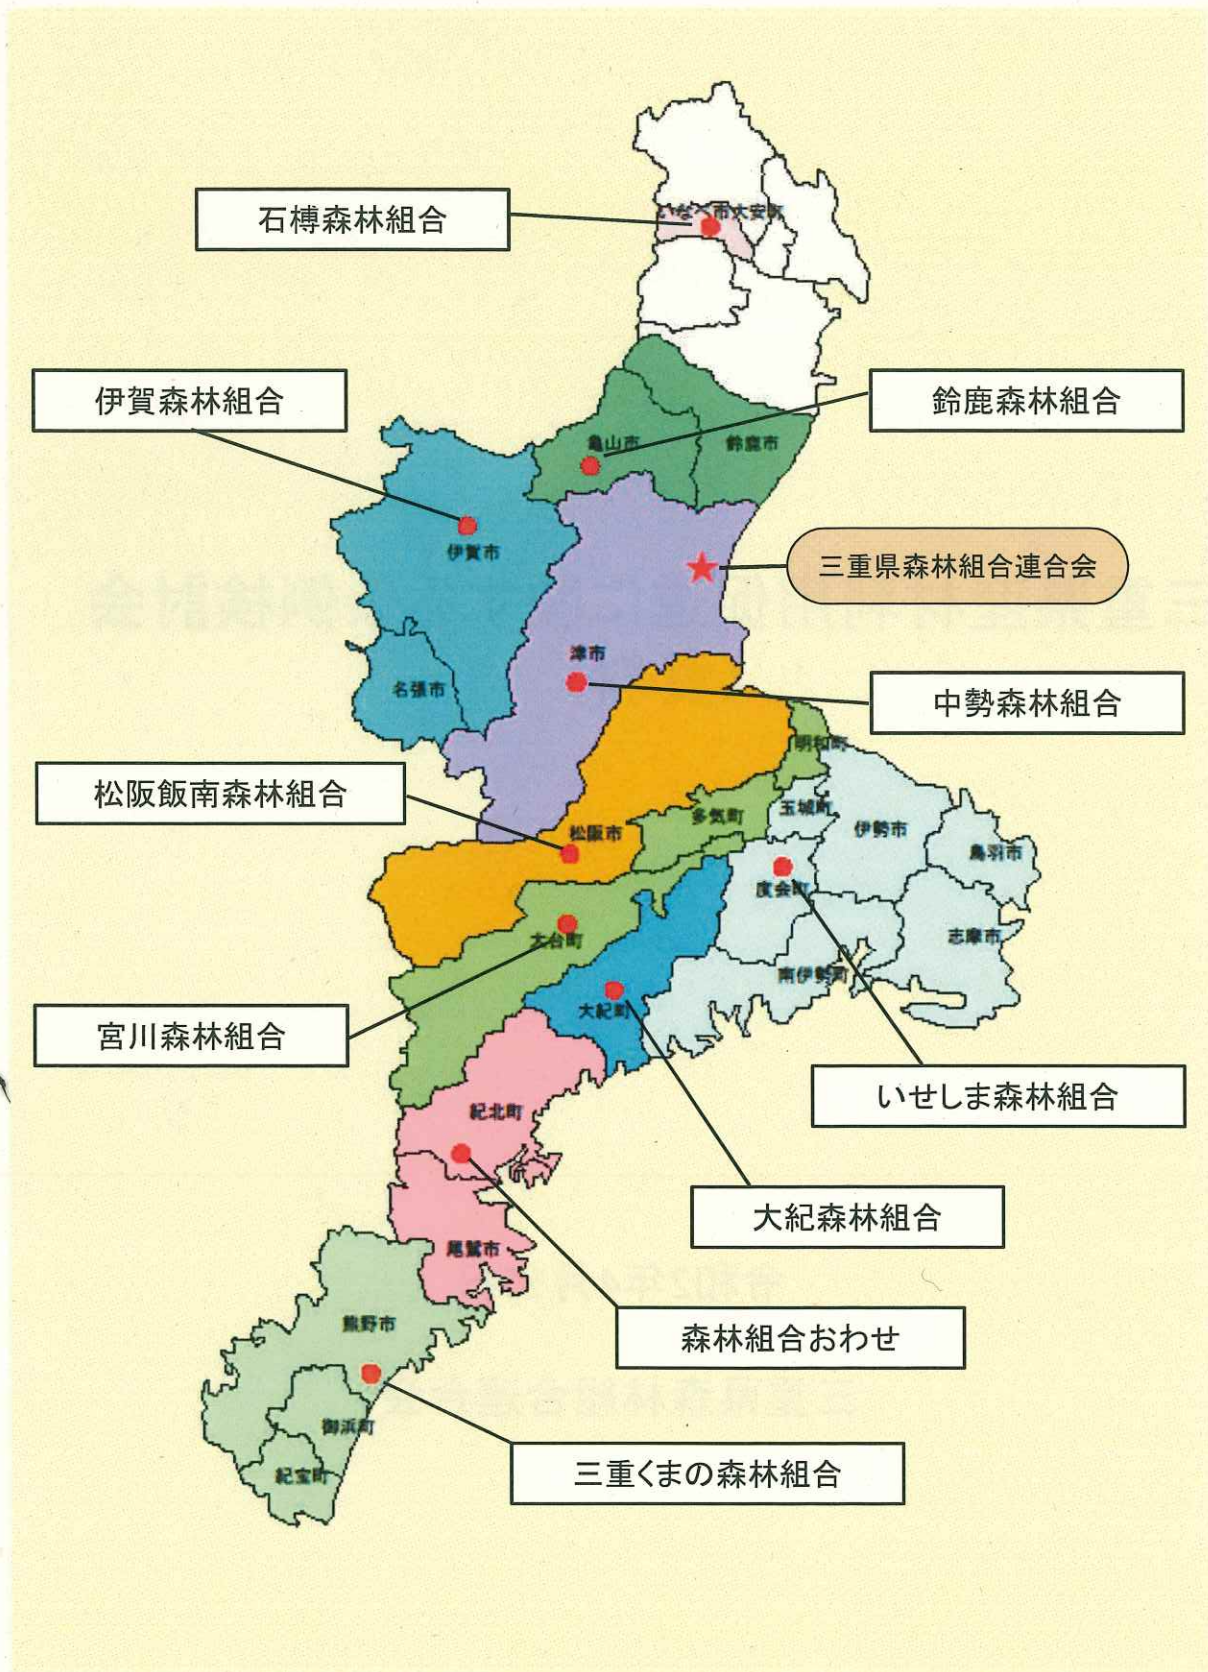 いなべ市大安町
石榑森林組合
伊賀森林組合
鈴鹿森林組合
亀山市
鈴鹿市
伊賀市
三重県森林組合連合会
津市
名張市
中勢森林組合
明和町
松阪飯南森林組合
玉城町
多気町
伊勢市
松阪市
鳥羽市
度会町
大台町
志摩市
南伊勢町
大紀町
宮川森林組合
いせしま森林組合
紀北町
大紀森林組合
尾鷲市
熊野市
森林組合おわせ
御浜町
紀宝町
三重くまの森林組合